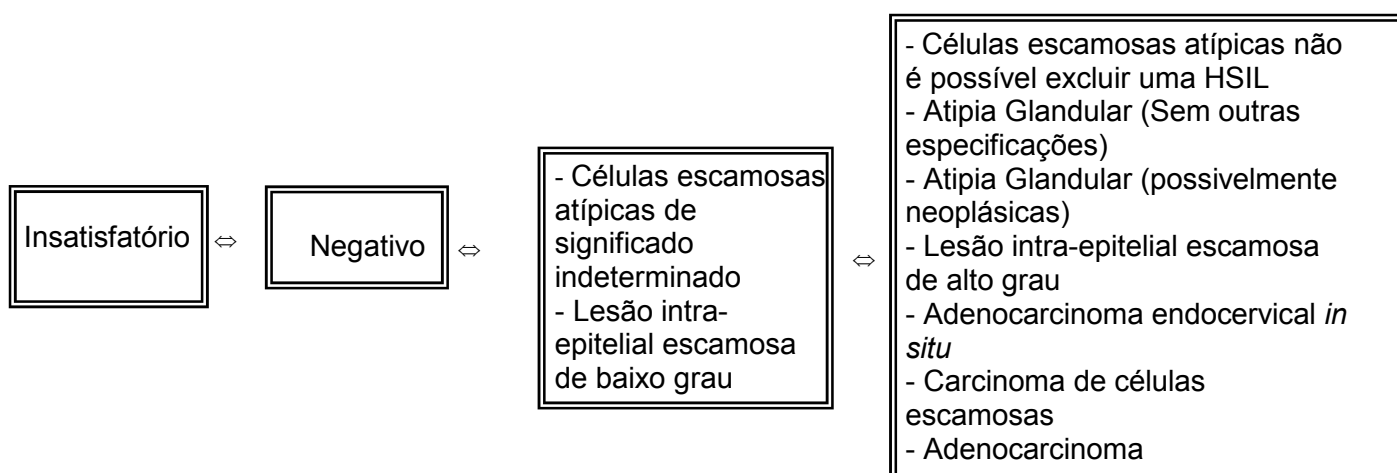 Insatisfatório
⇔
Negativo
⇔
- Células escamosas
atípicas de
significado
indeterminado
- Lesão intra-
epitelial escamosa
de baixo grau
⇔
- Células escamosas atípicas não
é possível excluir uma HSIL
- Atipia Glandular (Sem outras
especificações)
- Atipia Glandular (possivelmente
neoplásicas)
- Lesão intra-epitelial escamosa
de alto grau
- Adenocarcinoma endocervical in
situ
- Carcinoma de células
escamosas
- Adenocarcinoma